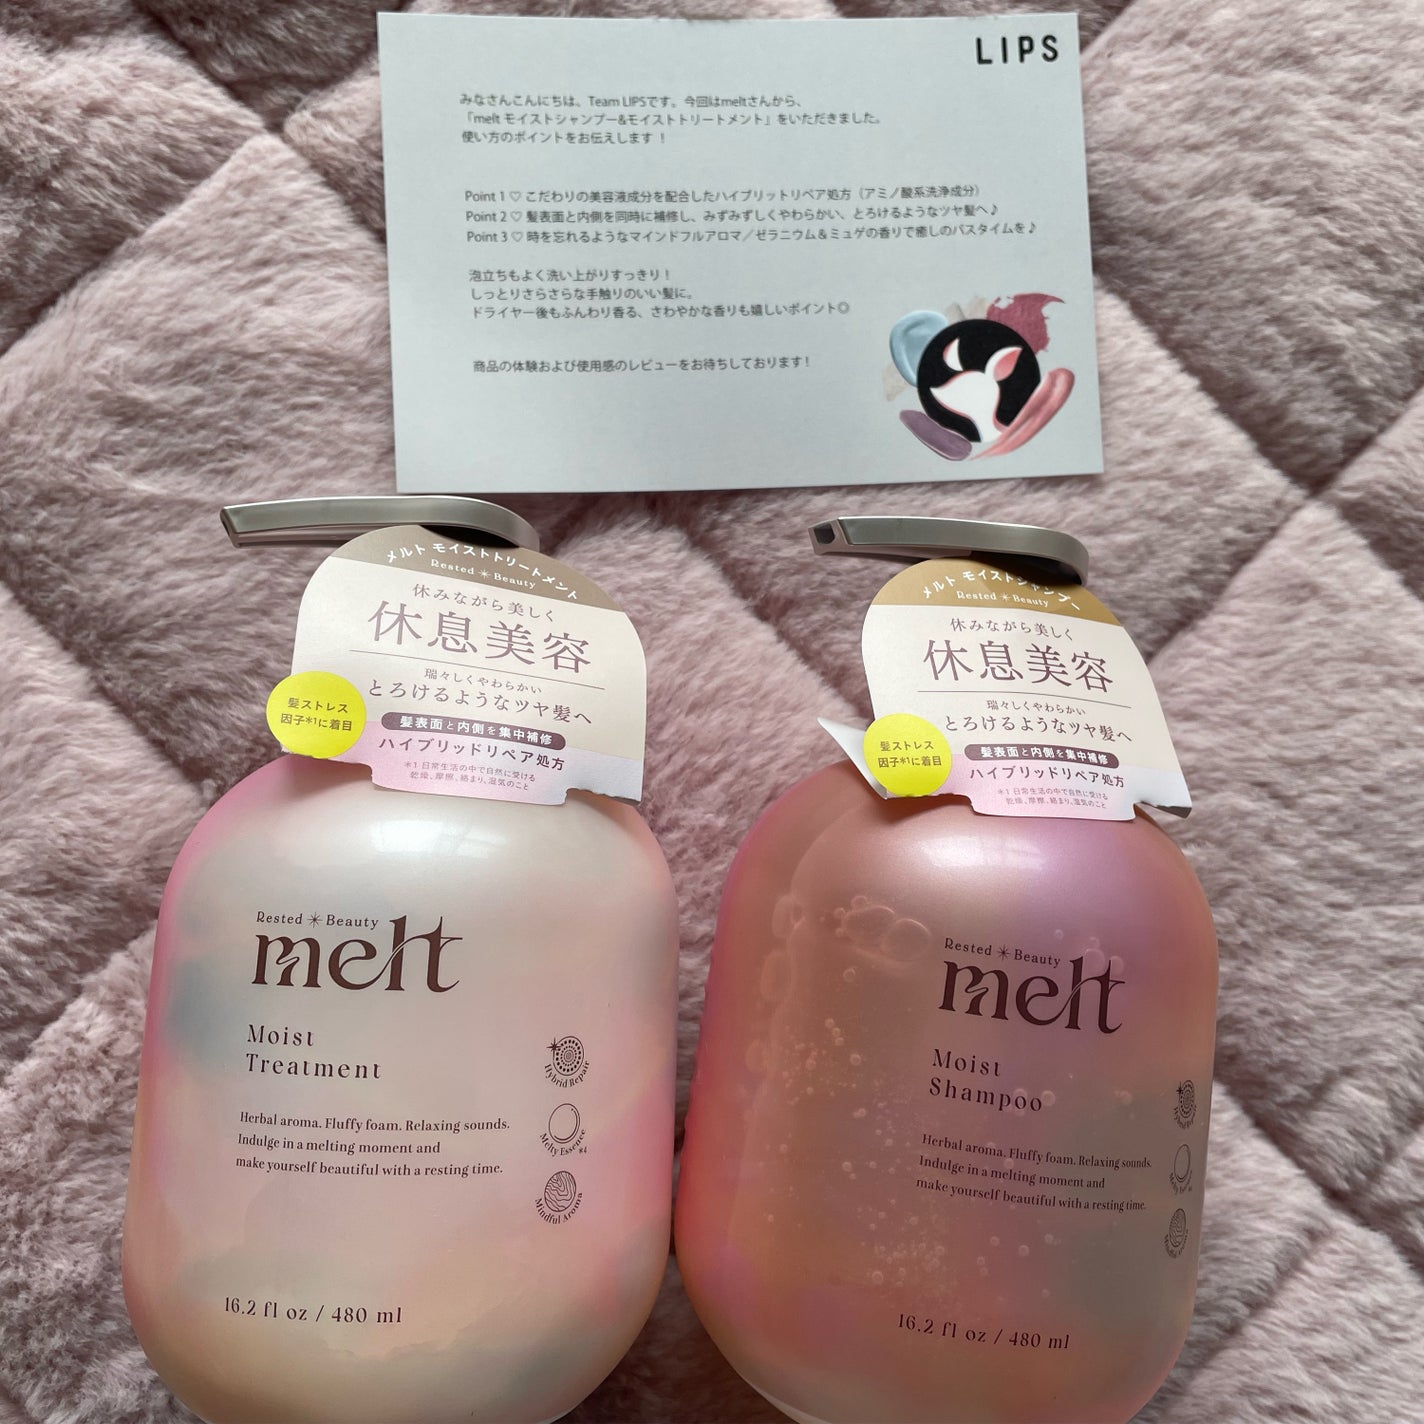 LIPS
みなさんこんにちは、Team LIPSです。今回はmeltさんから、
「melt モイストシャンプー&モイストトリートメント」をいただきました。
使い方のポイントをお伝えします！
Point 1 ♡ こだわりの美容液成分を配合したハイブリットリペア処方（アミノ酸系洗浄成分）
Point 2 ♡ 髪表面と内側を同時に補修し、みずみずしくやわらかい、とろけるようなツヤ髪へ♪
Point 3 ♡ 時を忘れるようなマインドフルアロマ／ゼラニウム＆ミュゲの香りで癒しのバスタイムを♪
泡立ちもよく洗い上がりすっきり！
しっとりさらさらな手触りのいい髪に。
ドライヤー後もふんわり香る、さわやかな香りも嬉しいポイント◎
商品の体験および使用感のレビューをお待ちしております！
メルト モイストトリートメント
Rested Beauty
休みながら美しく
休息美容
瑞々しくやわらかい
とろけるようなツヤ髪へ
髪ストレス
因子*1に着目
髪表面と内側を集中補修
ハイブリッドリペア処方
*1 日常生活の中で自然に受ける
乾燥、摩擦、絡まり、湿気のこと
Rested Beauty
melt
Moist
Treatment
Herbal aroma. Fluffy foam. Relaxing sounds.
Indulge in a melting moment and
make yourself beautiful with a resting time.
Hybrid Repair
Melty Essence *4
Mindful Aroma
16.2 fl oz / 480 ml
メルト モイストシャンプー
Rested Beauty
休みながら美しく
休息美容
瑞々しくやわらかい
とろけるようなツヤ髪へ
髪ストレス
因子*1に着目
髪表面と内側を集中補修
ハイブリッドリペア処方
*1 日常生活の中で自然に受ける
乾燥、摩擦、絡まり、湿気のこと
Rested Beauty
melt
Moist
Shampoo
Herbal aroma. Fluffy foam. Relaxing sounds.
Indulge in a melting moment and
make yourself beautiful with a resting time.
16.2 fl oz / 480 ml